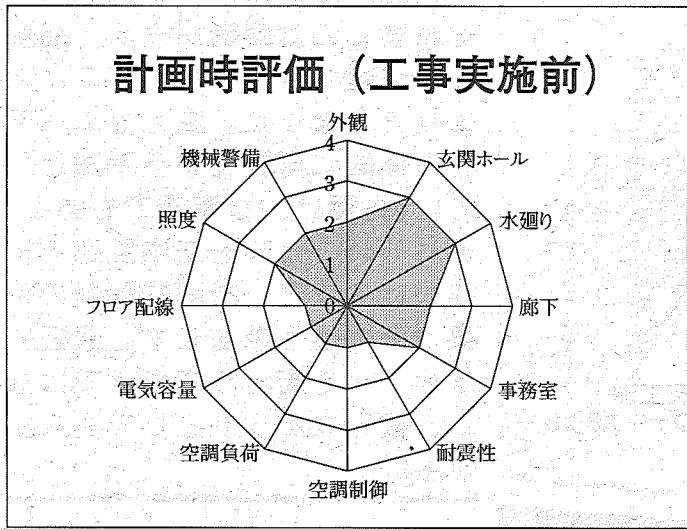 計画時評価（工事実施前）
外観
玄関ホール
水廻り
廊下
事務室
耐震性
空調制御
空調負荷
電気容量
フロア配線
照度
機械警備
4
3
2
1
0